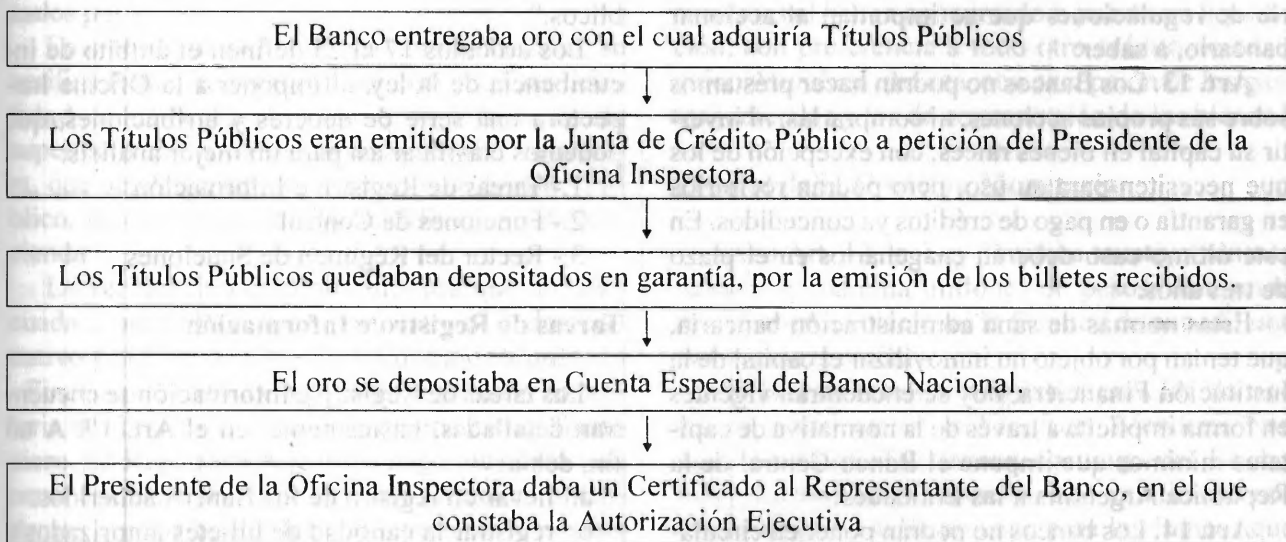 El Banco entregaba oro con el cual adquiría Títulos Públicos
Los Títulos Públicos eran emitidos por la Junta de Crédito Público a petición del Presidente de la
Oficina Inspectora.
Los Títulos Públicos quedaban depositados en garantía, por la emisión de los billetes recibidos.
El oro se depositaba en Cuenta Especial del Banco Nacional.
El Presidente de la Oficina Inspectora daba un Certificado al Representante del Banco, en el que
constaba la Autorización Ejecutiva